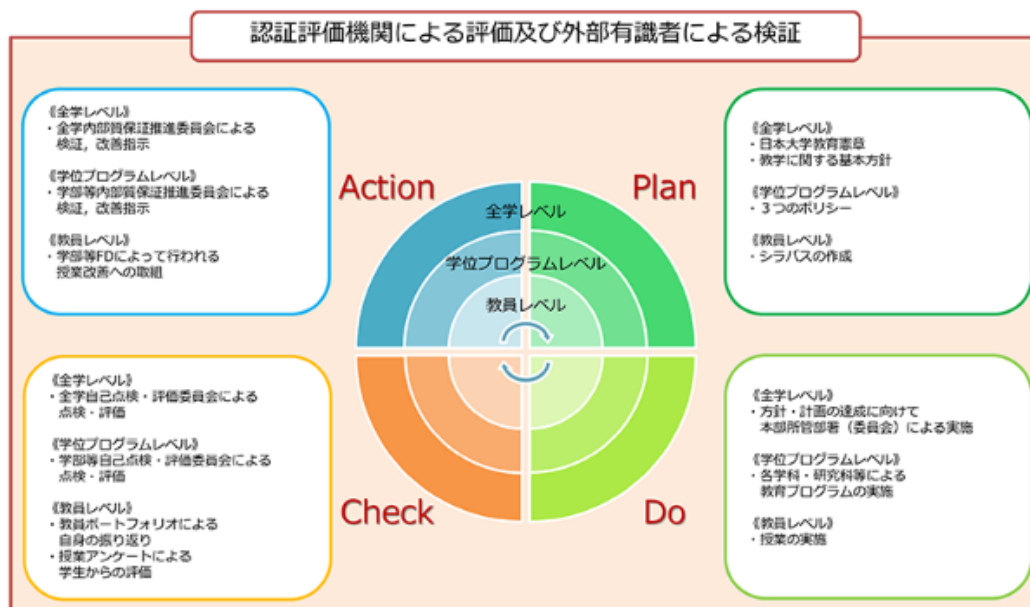 認証評価機関による評価及び外部有識者による検証
《全学レベル》
・全学内部質保証推進委員会による
検証，改善指示
《学位プログラムレベル》
・学部等内部質保証推進委員会による
検証，改善指示
《教員レベル》
・学部等FDによって行われる
授業改善への取組
Action
Plan
《全学レベル》
・日本大学教育憲章
・教学に関する基本方針
《学位プログラムレベル》
・３つのポリシー
《教員レベル》
・シラバスの作成
全学レベル
学位プログラムレベル
教員レベル
《全学レベル》
・全学自己点検・評価委員会による
点検・評価
《学位プログラムレベル》
・学部等自己点検・評価委員会による
点検・評価
《教員レベル》
・教員ポートフォリオによる
自身の振り返り
・授業アンケートによる
学生からの評価
Check
Do
《全学レベル》
・方針・計画の達成に向けて
本部所管部署（委員会）による実施
《学位プログラムレベル》
・各学科・研究科等による
教育プログラムの実施
《教員レベル》
・授業の実施